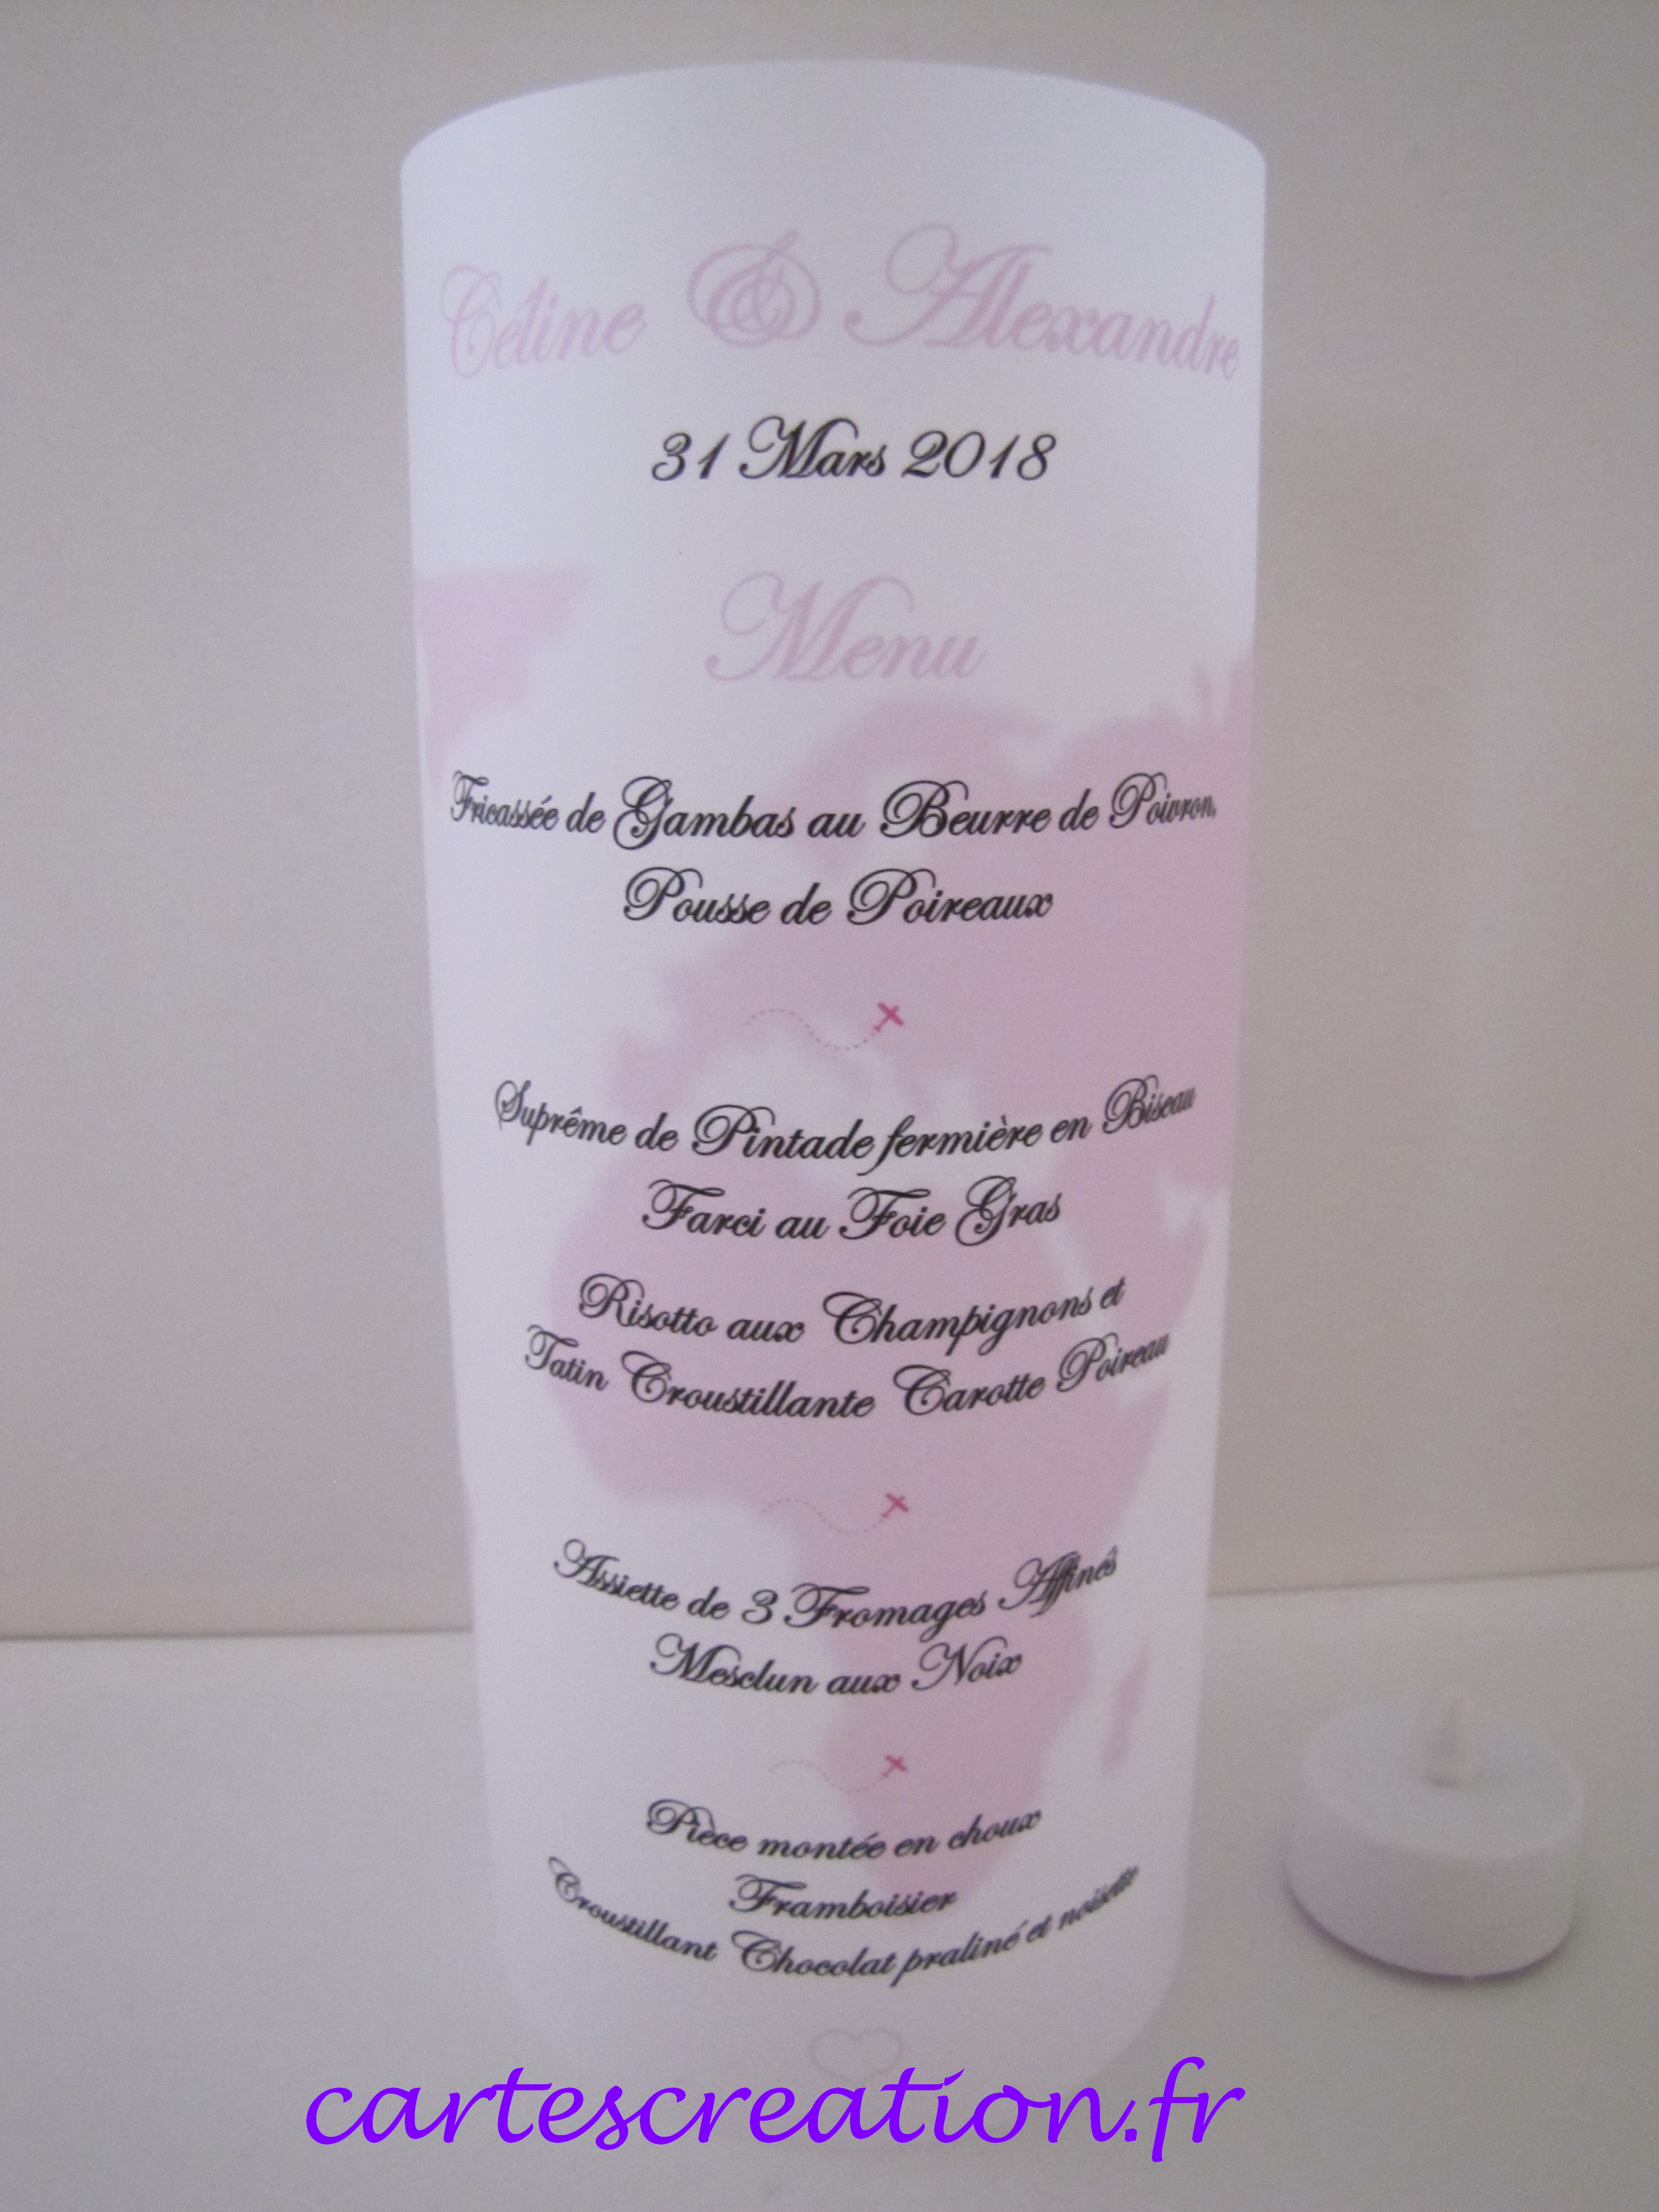 Céline & Alexandre
31 Mars 2018
Menu
Fricassée de Gambas au Beurre de Poivron,
Pousse de Poireaux
Suprême de Pintade fermière en Biseau
Farci au Foie Gras
Risotto aux Champignons et
Tatin Croustillante Carotte Poireau
Assiette de 3 Fromages Affinés
Mesclun aux Noix
Pièce montée en choux
Framboisier
Croustillant Chocolat praliné et noisette
cartescreation.fr